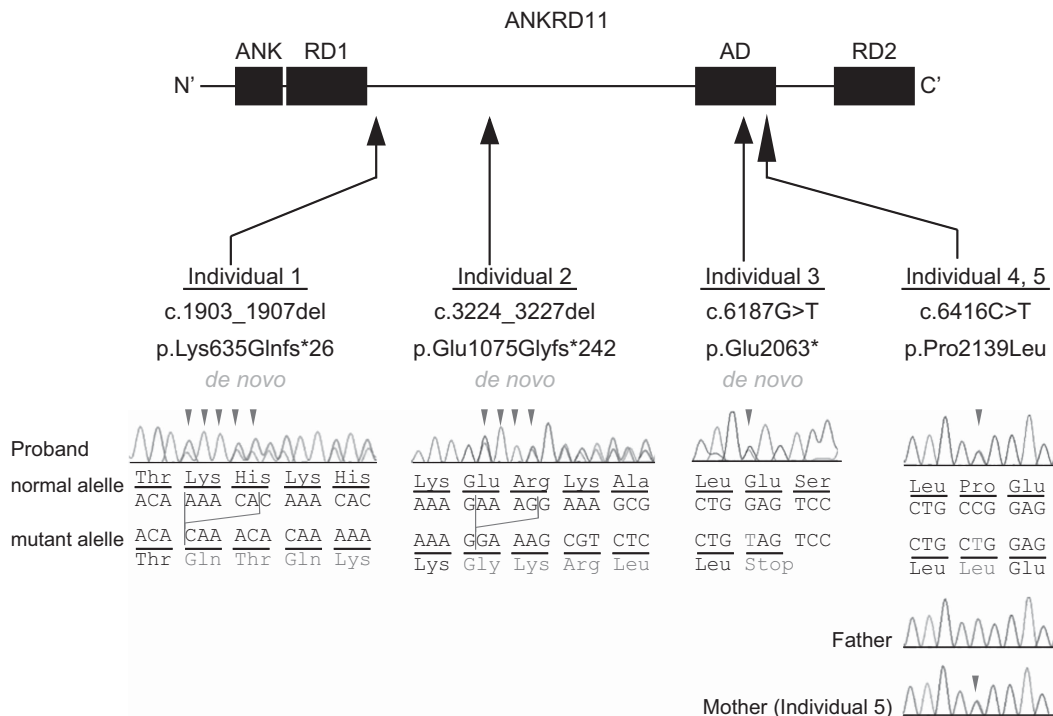 ANKRD11
ANK RD1 AD RD2
N' C'
Individual 1 Individual 2 Individual 3 Individual 4, 5
c.1903_1907del c.3224_3227del c.6187G>T c.6416C>T
p.Lys635Glnfs*26 p.Glu1075Glyfs*242 p.Glu2063* p.Pro2139Leu
de novo de novo de novo
Proband
normal alelle Thr Lys His Lys His Lys Glu Arg Lys Ala Leu Glu Ser Leu Pro Glu
ACA AAA CAC AAA CAC AAA GAA AGG AAA GCG CTG GAG TCC CTG CCG GAG
mutant alelle ACA CAA ACA CAA AAA AAA GGA AAG CGT CTC CTG TAG TCC CTG CTG GAG
Thr Gln Thr Gln Lys Lys Gly Lys Arg Leu Leu Stop Leu Leu Glu
Father
Mother (Individual 5)